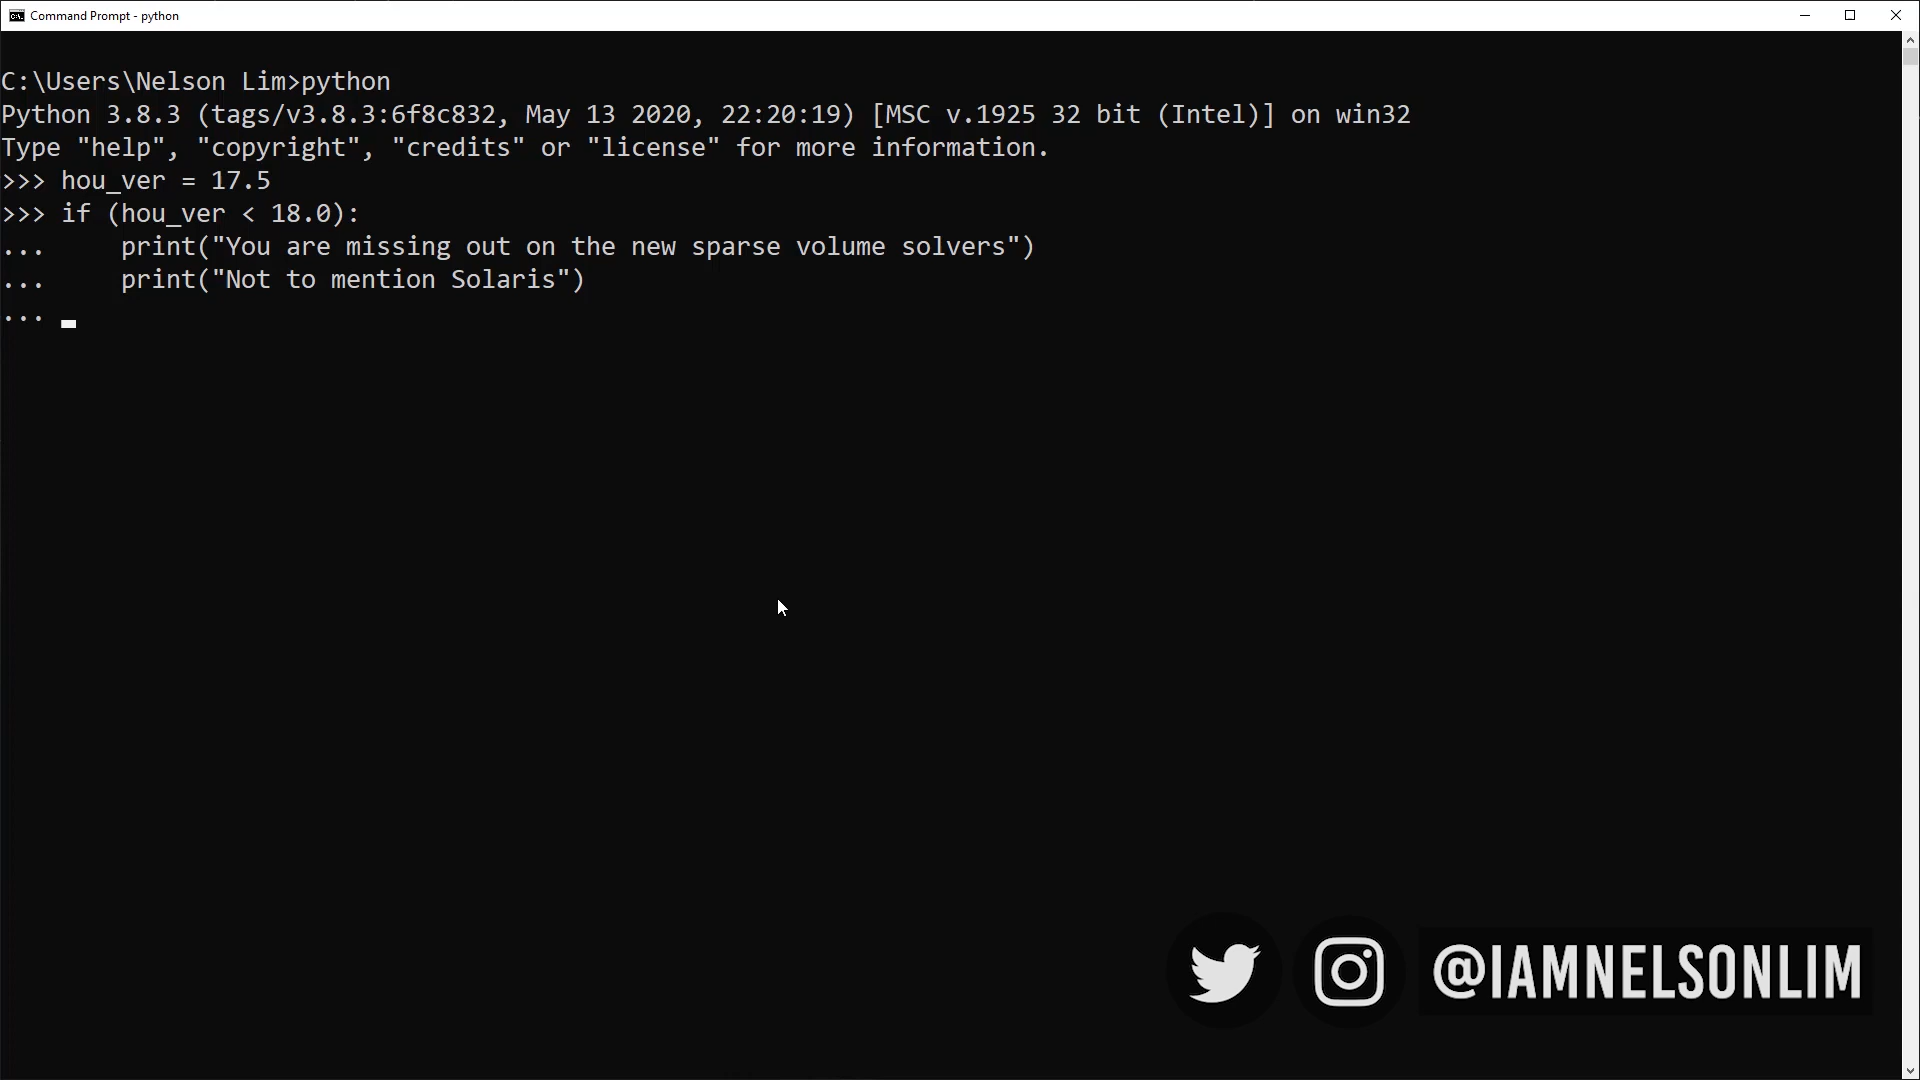 Command Prompt - python
C:\Users\Nelson Lim>python
Python 3.8.3 (tags/v3.8.3:6f8c832, May 13 2020, 22:20:19) [MSC v.1925 32 bit (Intel)] on win32
Type "help", "copyright", "credits" or "license" for more information.
>>> hou_ver = 17.5
>>> if (hou_ver < 18.0):
...     print("You are missing out on the new sparse volume solvers")
...     print("Not to mention Solaris")
...
@IAMNELSONLIM